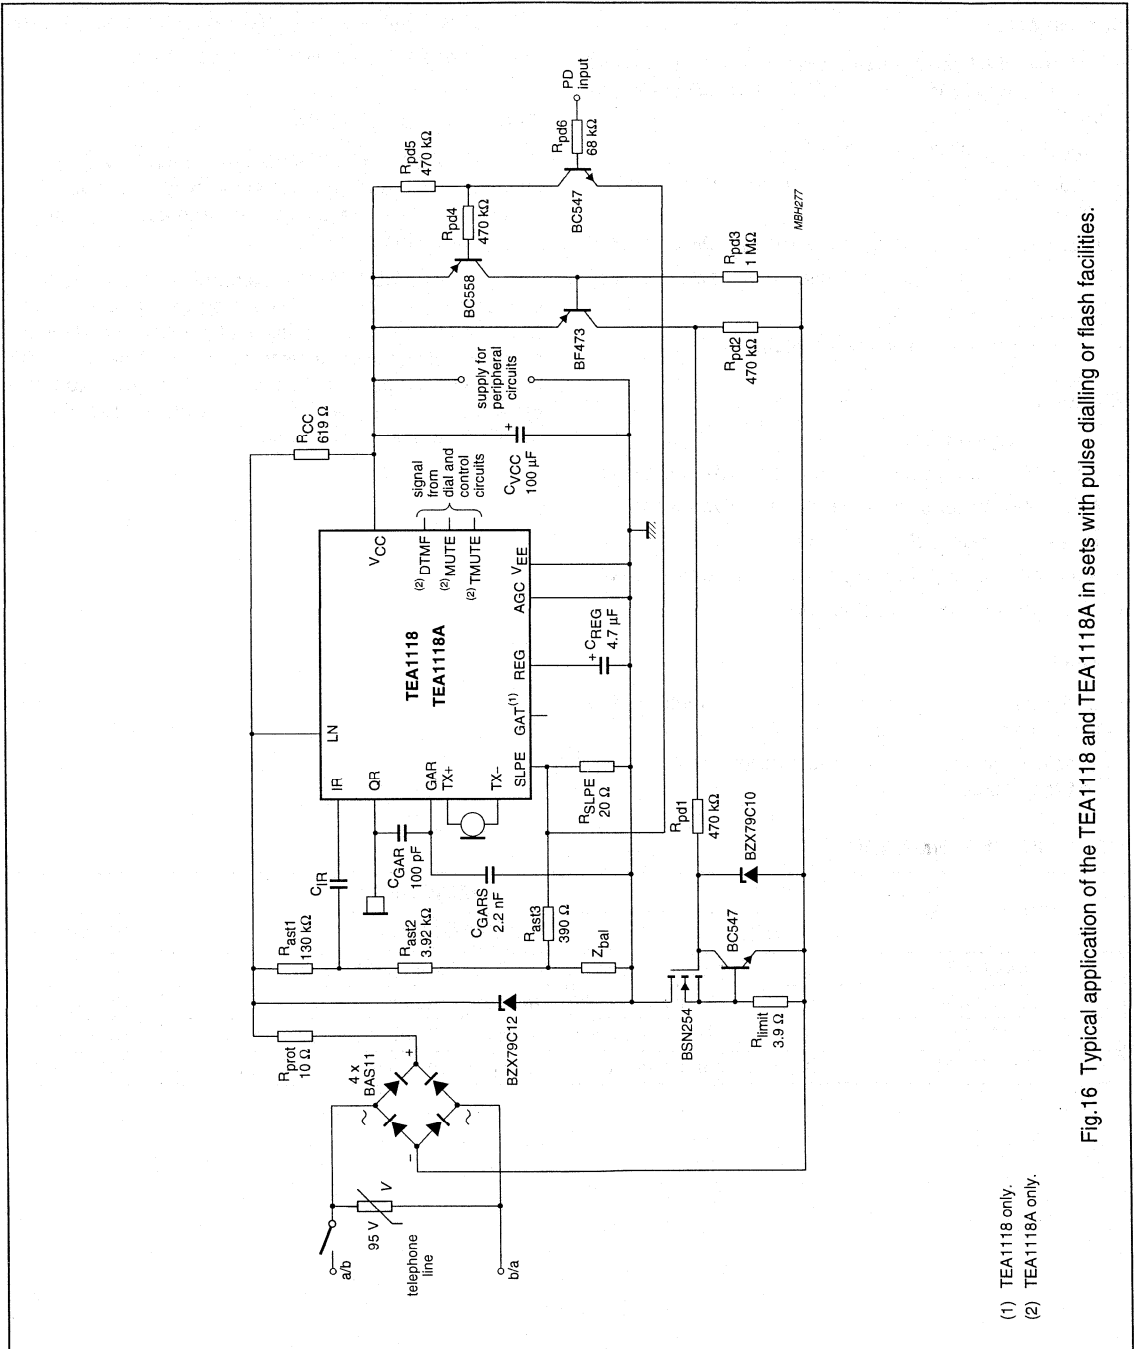 PD
input
Rpd6
68 kΩ
Rpd5
470 kΩ
Rpd4
470 kΩ
BC547
BC558
BF473
Rpd3
1 MΩ
Rpd2
470 kΩ
MBH277
supply for
peripheral
circuits
RCC
619 Ω
signal
from
dial and
control
circuits
+
CVCC
100 µF
VCC
(2) DTMF
(2) MUTE
(2) TMUTE
VEE
AGC
TEA1118
TEA1118A
REG
+ CREG
4.7 µF
GAT(1)
SLPE
LN
IR
QR
GAR
TX+
TX−
RSLPE
20 Ω
CIR
CGAR
100 pF
CGARS
2.2 nF
Rast1
130 kΩ
Rast2
3.92 kΩ
Rast3
390 Ω
Zbal
Rpd1
470 kΩ
BZX79C10
BC547
BSN254
Rlimit
3.9 Ω
BZX79C12
Rprot
10 Ω
4 x
BAS11
+
~
~
−
95 V
V
a/b
telephone
line
b/a
(1) TEA1118 only.
(2) TEA1118A only.
Fig.16 Typical application of the TEA1118 and TEA1118A in sets with pulse dialling or flash facilities.